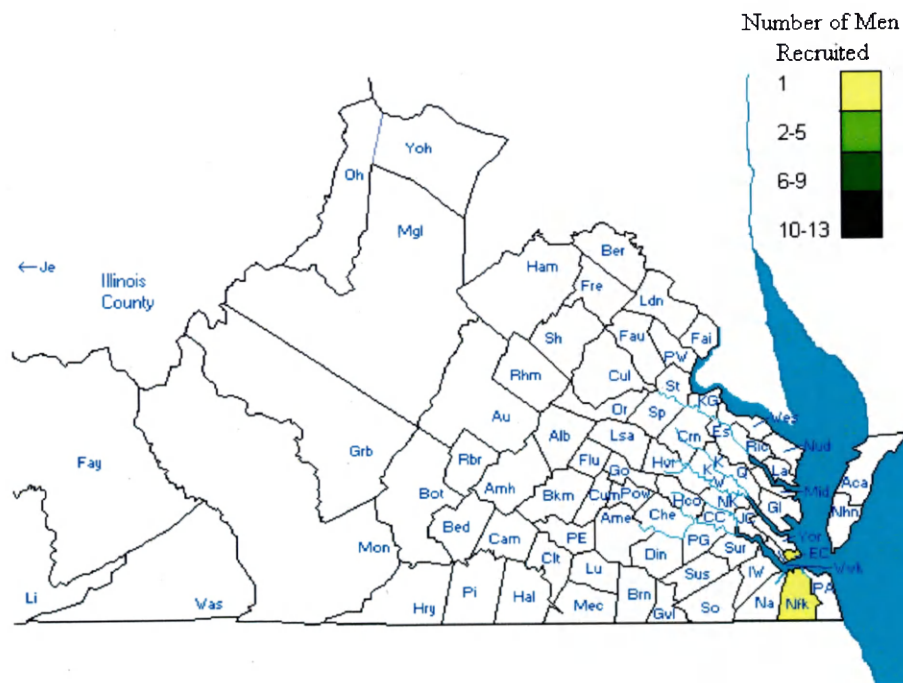 Number of Men
Recruited
1
2-5
6-9
10-13
Yoh
Oh
Mgl
←Je
Illinois
County
Ber
Ham
Fre
Ldn
Sh
Fau
Fai
PW
Rhm
Cul
St
KG
Wes
Au
Or
Sp
Es
Ric
Nud
Alb
Lsa
Crn
La
Grb
Fay
Rbr
Flu
Go
Hvr
K
K
Q
Mid
Aca
Bot
Amh
Bkm
Cum
Pow
W
NK
Gl
Nhn
Hco
Che
CC
JC
Bed
Cam
PE
Ame
PG
Yor
EC
Mon
Clt
Din
Sur
Wwk
Lu
Sus
IW
PA
Li
Was
Hry
Pi
Hal
Mec
Brn
Gvl
So
Na
Nfk